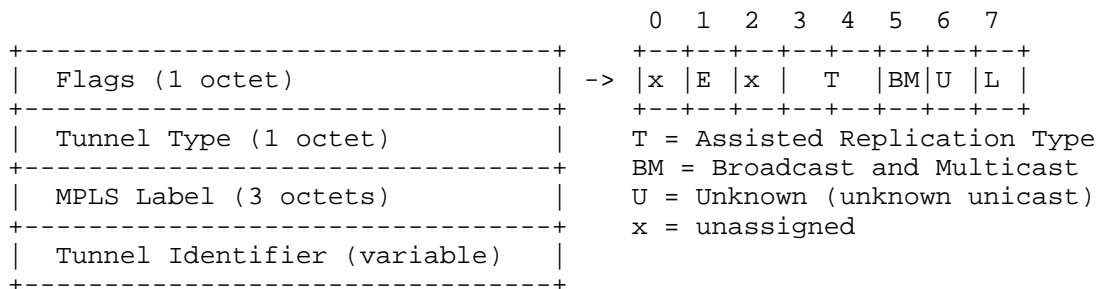 0  1  2  3  4  5  6  7
+---------------------------------+     +--+--+--+--+--+--+--+--+
|  Flags (1 octet)                |  -> |x |E |x |  T  |BM|U |L |
+---------------------------------+     +--+--+--+--+--+--+--+--+
|  Tunnel Type (1 octet)          |     T = Assisted Replication Type
+---------------------------------+     BM = Broadcast and Multicast
|  MPLS Label (3 octets)          |     U = Unknown (unknown unicast)
+---------------------------------+     x = unassigned
|  Tunnel Identifier (variable)   |
+---------------------------------+